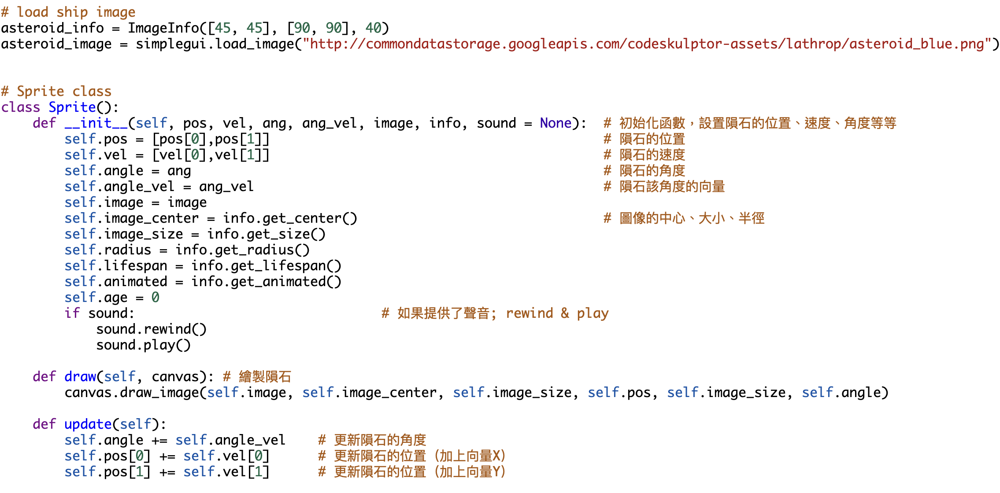 # load ship image
asteroid_info = ImageInfo([45, 45], [90, 90], 40)
asteroid_image = simplegui.load_image("http://commondatastorage.googleapis.com/codeskulptor-assets/lathrop/asteroid_blue.png")
# Sprite class
class Sprite():
    def __init__(self, pos, vel, ang, ang_vel, image, info, sound = None):  # 初始化函數，設置隕石的位置、速度、角度等等
        self.pos = [pos[0],pos[1]]                                          # 隕石的位置
        self.vel = [vel[0],vel[1]]                                          # 隕石的速度
        self.angle = ang                                                    # 隕石的角度
        self.angle_vel = ang_vel                                            # 隕石該角度的向量
        self.image = image
        self.image_center = info.get_center()                               # 圖像的中心、大小、半徑
        self.image_size = info.get_size()
        self.radius = info.get_radius()
        self.lifespan = info.get_lifespan()
        self.animated = info.get_animated()
        self.age = 0
        if sound:                               # 如果提供了聲音; rewind & play
            sound.rewind()
            sound.play()
    def draw(self, canvas): # 繪製隕石
        canvas.draw_image(self.image, self.image_center, self.image_size, self.pos, self.image_size, self.angle)
    def update(self):
        self.angle += self.angle_vel    # 更新隕石的角度
        self.pos[0] += self.vel[0]      # 更新隕石的位置 (加上向量X)
        self.pos[1] += self.vel[1]      # 更新隕石的位置 (加上向量Y)